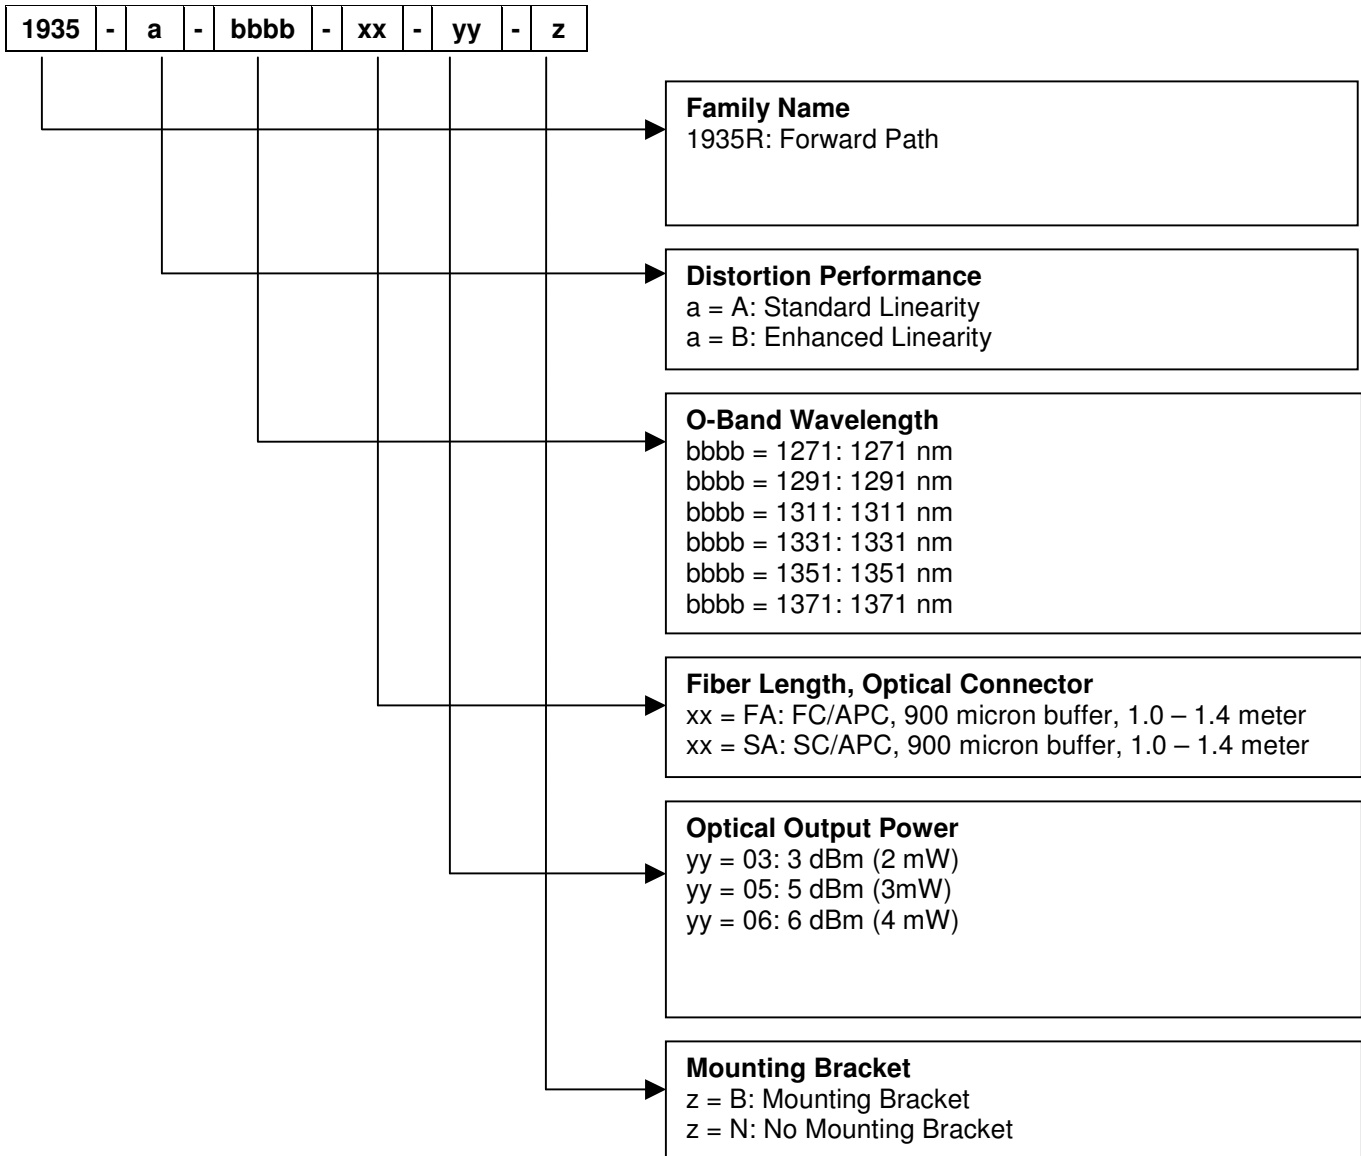 1935 - a - bbbb - xx - yy - z
Family Name
1935R: Forward Path
Distortion Performance
a = A: Standard Linearity
a = B: Enhanced Linearity
O-Band Wavelength
bbbb = 1271: 1271 nm
bbbb = 1291: 1291 nm
bbbb = 1311: 1311 nm
bbbb = 1331: 1331 nm
bbbb = 1351: 1351 nm
bbbb = 1371: 1371 nm
Fiber Length, Optical Connector
xx = FA: FC/APC, 900 micron buffer, 1.0 – 1.4 meter
xx = SA: SC/APC, 900 micron buffer, 1.0 – 1.4 meter
Optical Output Power
yy = 03: 3 dBm (2 mW)
yy = 05: 5 dBm (3mW)
yy = 06: 6 dBm (4 mW)
Mounting Bracket
z = B: Mounting Bracket
z = N: No Mounting Bracket